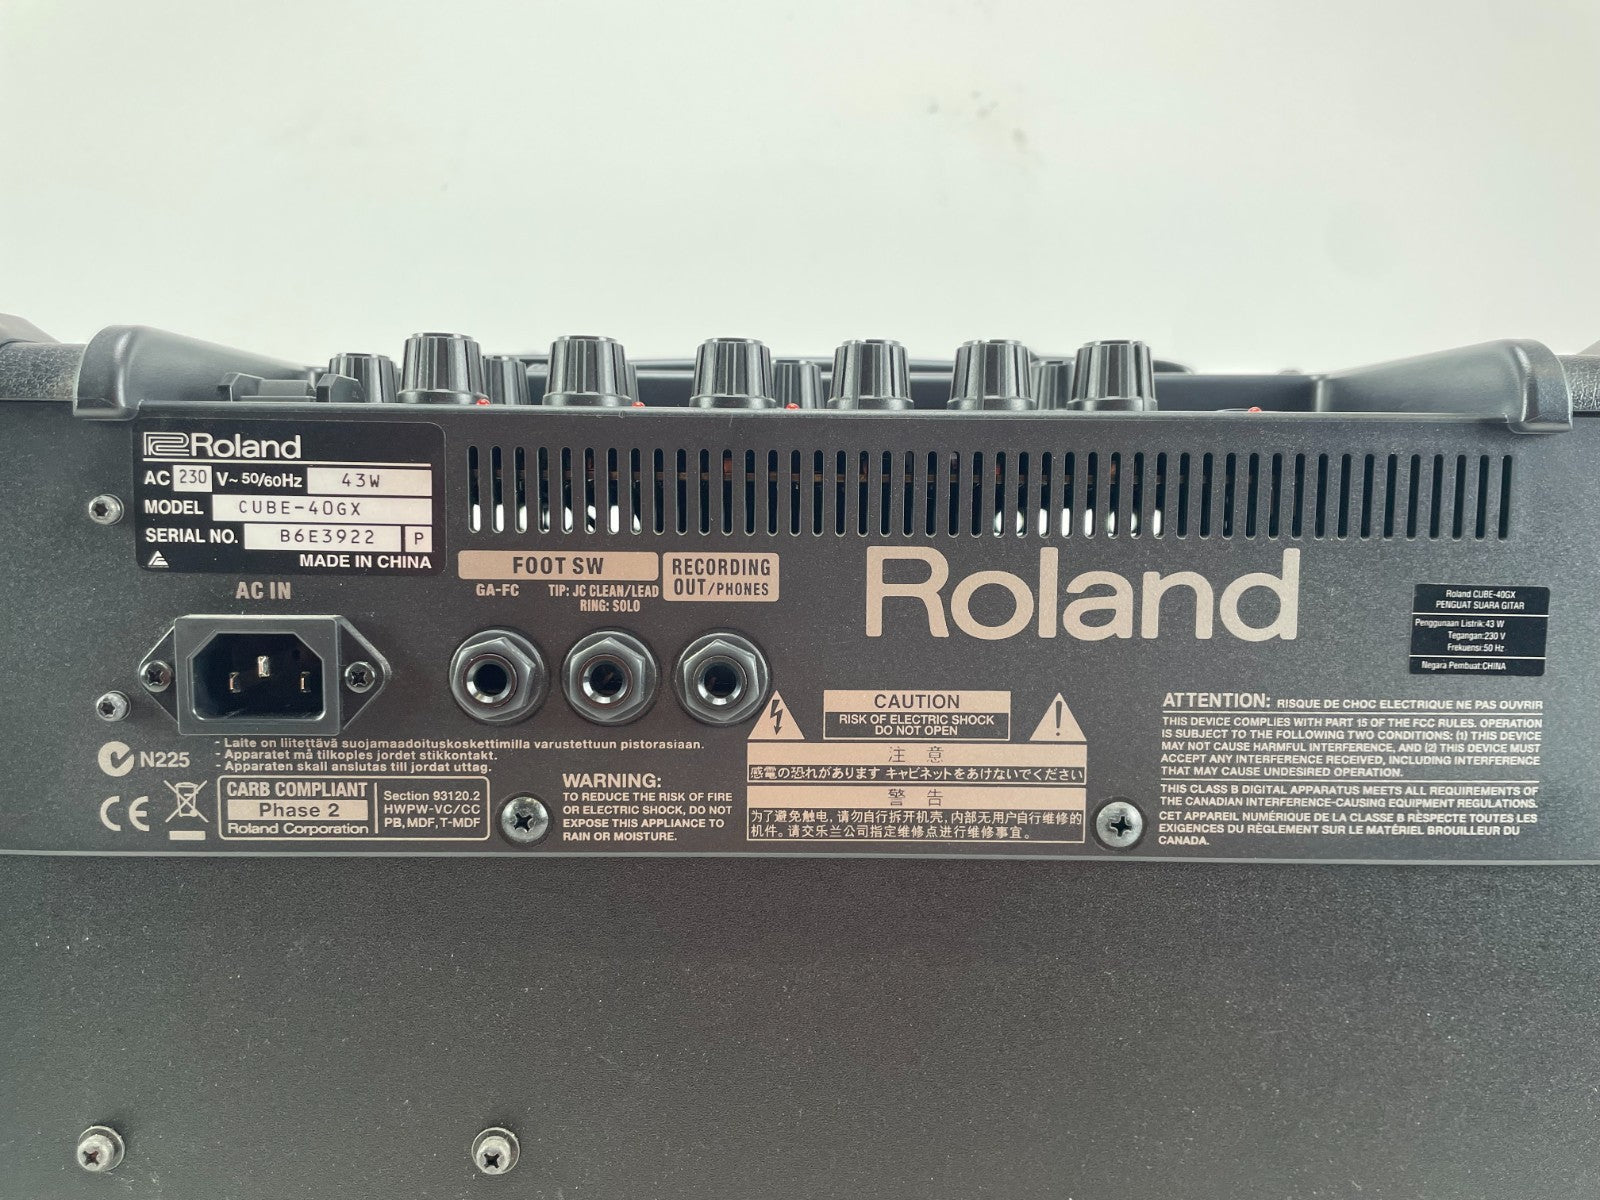 Roland
AC 230 V~ 50/60Hz 43W
MODEL CUBE-40GX
SERIAL NO. B6E3922 P
MADE IN CHINA
AC IN
FOOT SW
GA-FC TIP: JC CLEAN/LEAD
RING: SOLO
RECORDING
OUT/PHONES
Roland
Roland CUBE-40GX
PENGUAT SUARA GITAR
Penggunaan Listrik:43 W
Tegangan:230 V
Frekuensi:50 Hz
Negara Pembuat:CHINA
N225
- Laite on liitettävä suojamaadoituskoskettimilla varustettuun pistorasiaan.
- Apparatet må tilkoples jordet stikkontakt.
- Apparaten skall anslutas till jordat uttag.
CE
CARB COMPLIANT
Phase 2
Roland Corporation
Section 93120.2
HWPW-VC/CC
PB, MDF, T-MDF
WARNING:
TO REDUCE THE RISK OF FIRE
OR ELECTRIC SHOCK, DO NOT
EXPOSE THIS APPLIANCE TO
RAIN OR MOISTURE.
CAUTION
RISK OF ELECTRIC SHOCK
DO NOT OPEN
注 意
感電の恐れがあります キャビネットをあけないでください
警 告
为了避免触电,请勿自行拆开机壳,内部无用户自行维修的
机件。请交乐兰公司指定维修点进行维修事宜。
ATTENTION: RISQUE DE CHOC ELECTRIQUE NE PAS OUVRIR
THIS DEVICE COMPLIES WITH PART 15 OF THE FCC RULES. OPERATION
IS SUBJECT TO THE FOLLOWING TWO CONDITIONS: (1) THIS DEVICE
MAY NOT CAUSE HARMFUL INTERFERENCE, AND (2) THIS DEVICE MUST
ACCEPT ANY INTERFERENCE RECEIVED, INCLUDING INTERFERENCE
THAT MAY CAUSE UNDESIRED OPERATION.
THIS CLASS B DIGITAL APPARATUS MEETS ALL REQUIREMENTS OF
THE CANADIAN INTERFERENCE-CAUSING EQUIPMENT REGULATIONS.
CET APPAREIL NUMÉRIQUE DE LA CLASSE B RESPECTE TOUTES LES
EXIGENCES DU RÈGLEMENT SUR LE MATÉRIEL BROUILLEUR DU
CANADA.